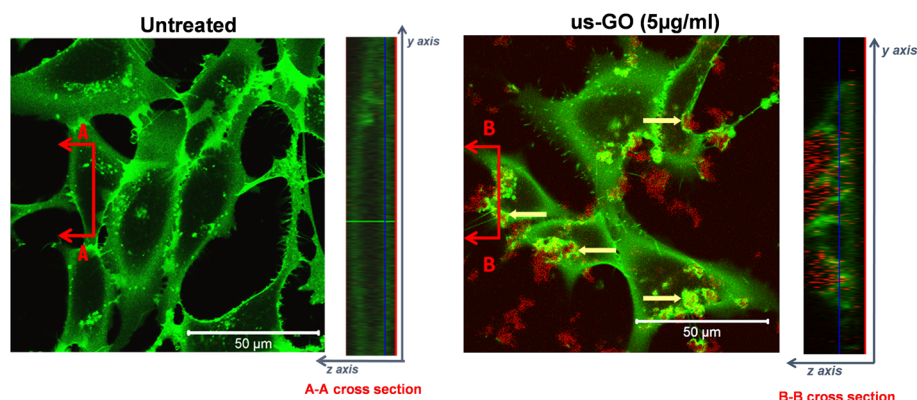 Untreated
us-GO (5µg/ml)
y axis
y axis
A
A
B
B
50 µm
50 µm
z axis
z axis
A-A cross section
B-B cross section